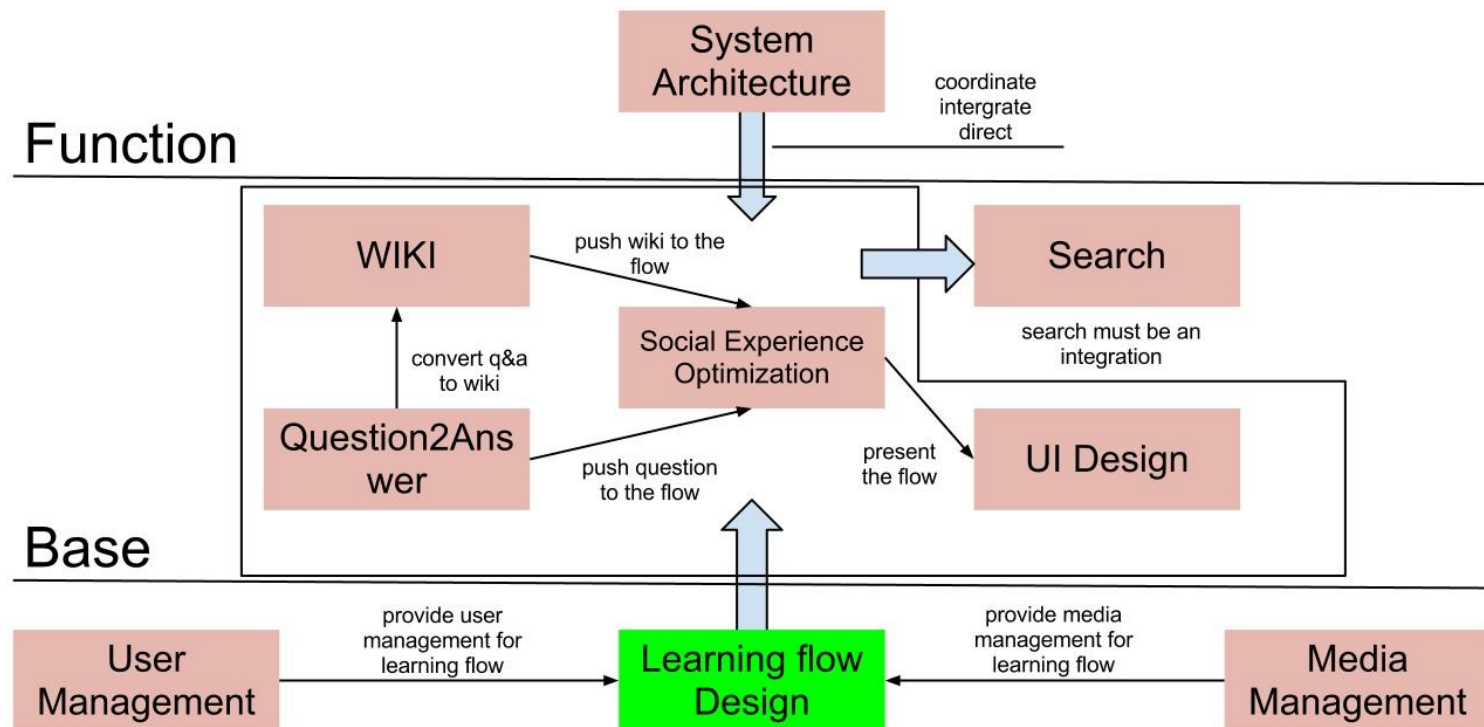 System
Architecture
coordinate
intergrate
direct
Function
WIKI
push wiki to the
flow
Search
search must be an
integration
Social Experience
Optimization
convert q&a
to wiki
Question2Ans
wer
push question
to the flow
present
the flow
UI Design
Base
provide user
management for
learning flow
provide media
management for
learning flow
User
Management
Learning flow
Design
Media
Management